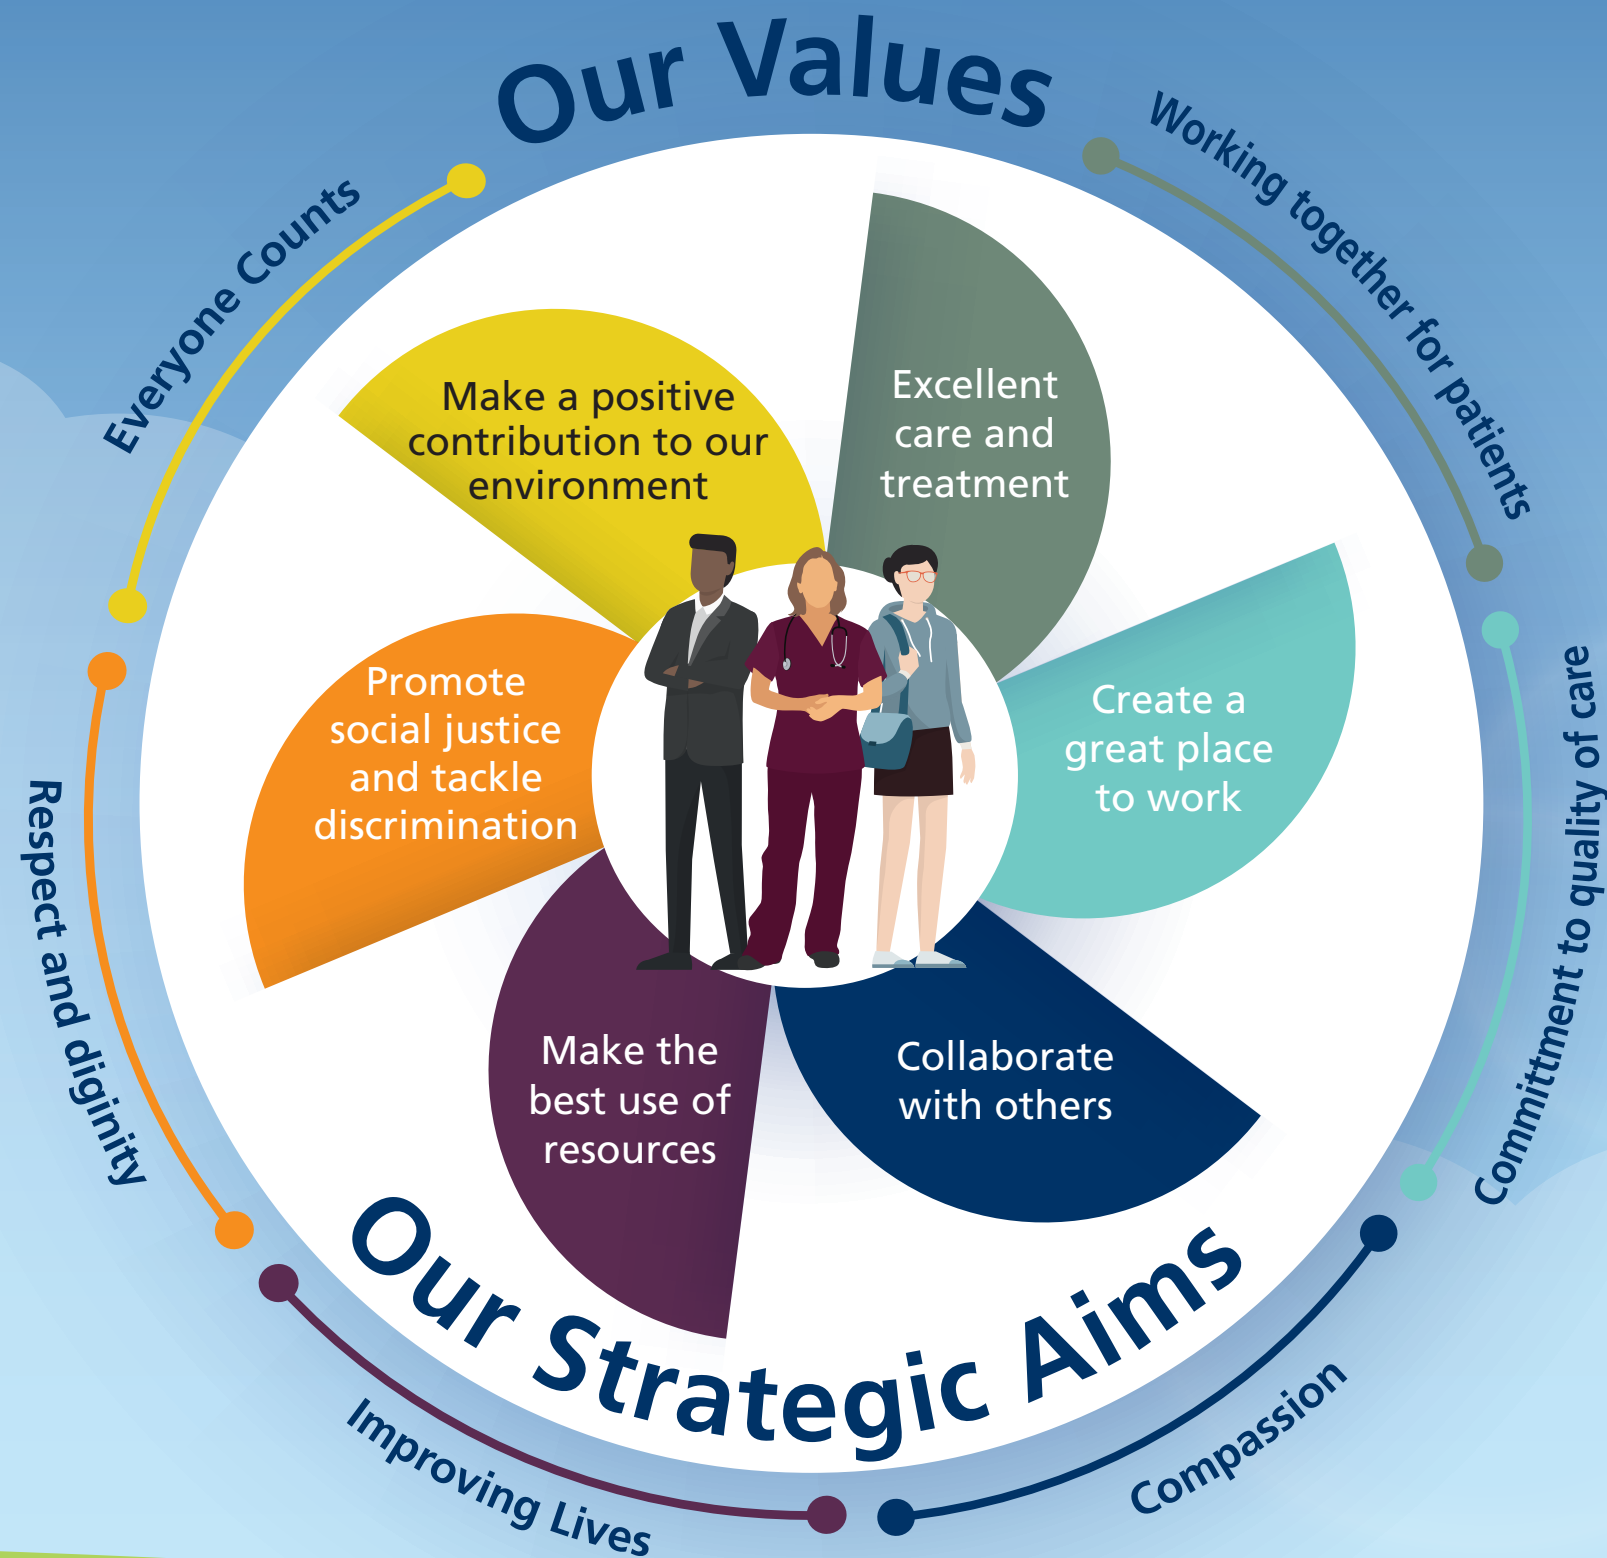 Our Values
Working together for patients
Committment to quality of care
Compassion
Improving Lives
Respect and diginity
Everyone Counts
Excellent
care and
treatment
Create a
great place
to work
Collaborate
with others
Make the
best use of
resources
Promote
social justice
and tackle
discrimination
Make a positive
contribution to our
environment
Our Strategic Aims